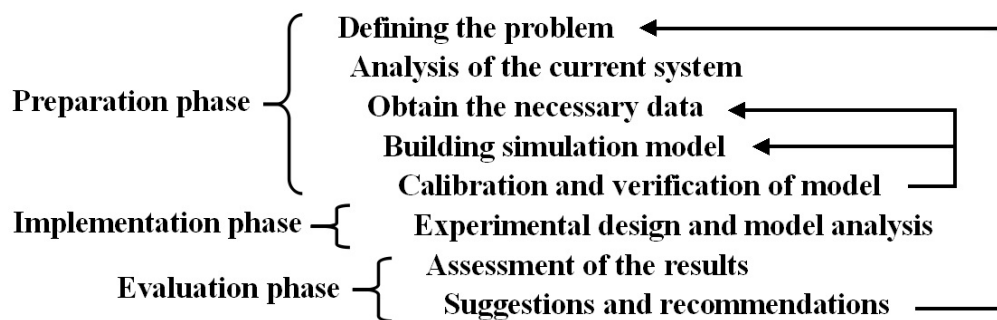 Defining the problem
Analysis of the current system
Preparation phase
Obtain the necessary data
Building simulation model
Calibration and verification of model
Implementation phase
Experimental design and model analysis
Assessment of the results
Evaluation phase
Suggestions and recommendations